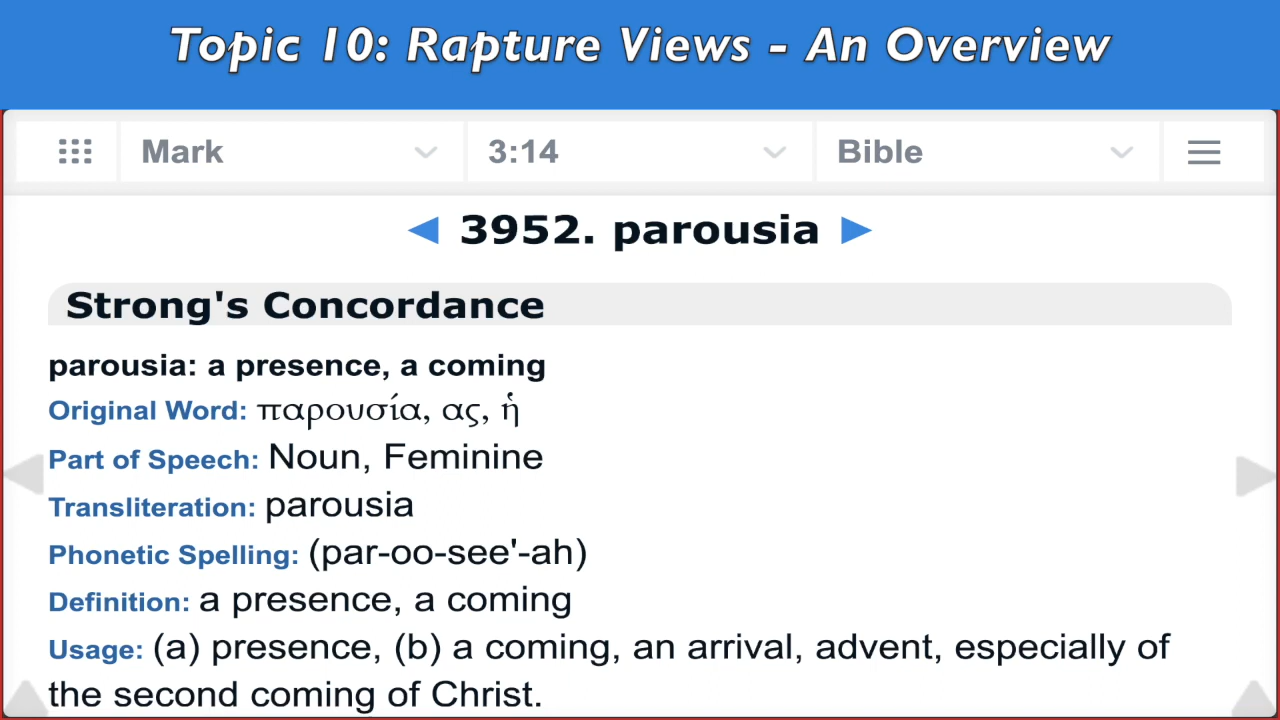 Topic 10: Rapture Views - An Overview
Mark 3:14 Bible
3952. parousia
Strong's Concordance
parousia: a presence, a coming
Original Word: παρουσία, ας, ἡ
Part of Speech: Noun, Feminine
Transliteration: parousia
Phonetic Spelling: (par-oo-see'-ah)
Definition: a presence, a coming
Usage: (a) presence, (b) a coming, an arrival, advent, especially of
the second coming of Christ.